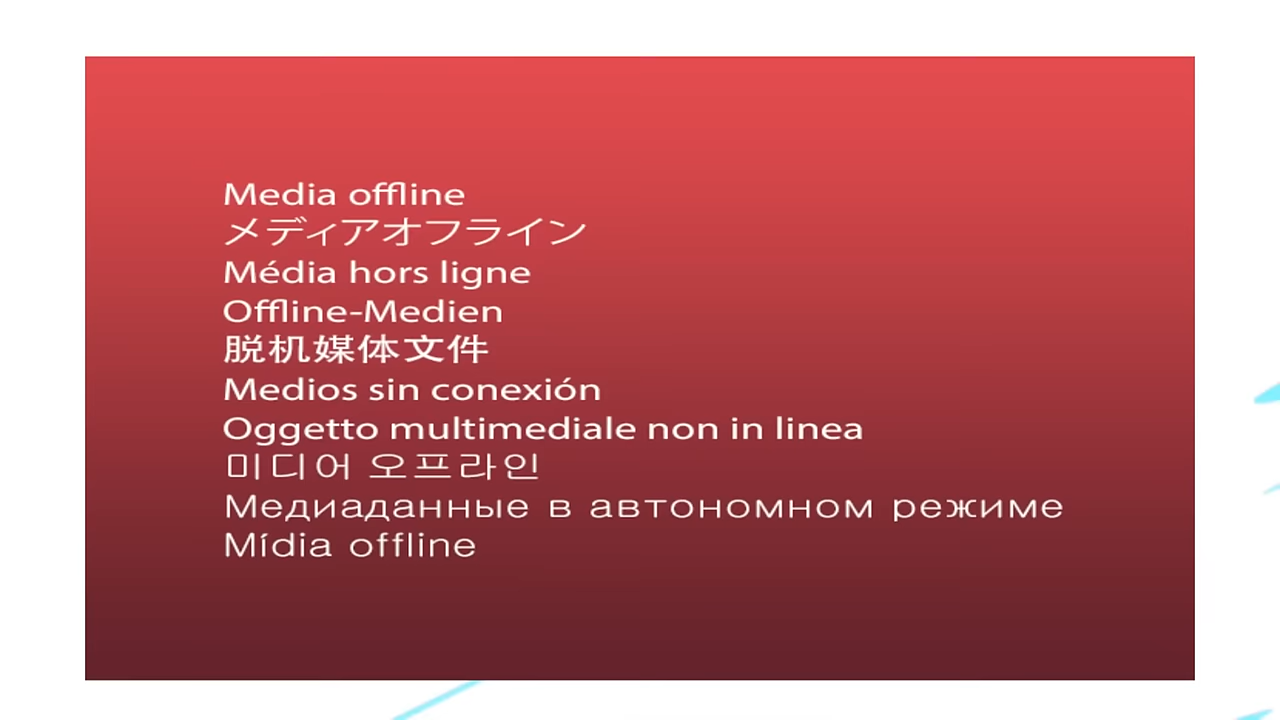 Media offline
メディアオフライン
Média hors ligne
Offline-Medien
脱机媒体文件
Medios sin conexión
Oggetto multimediale non in linea
미디어 오프라인
Медиаданные в автономном режиме
Mídia offline